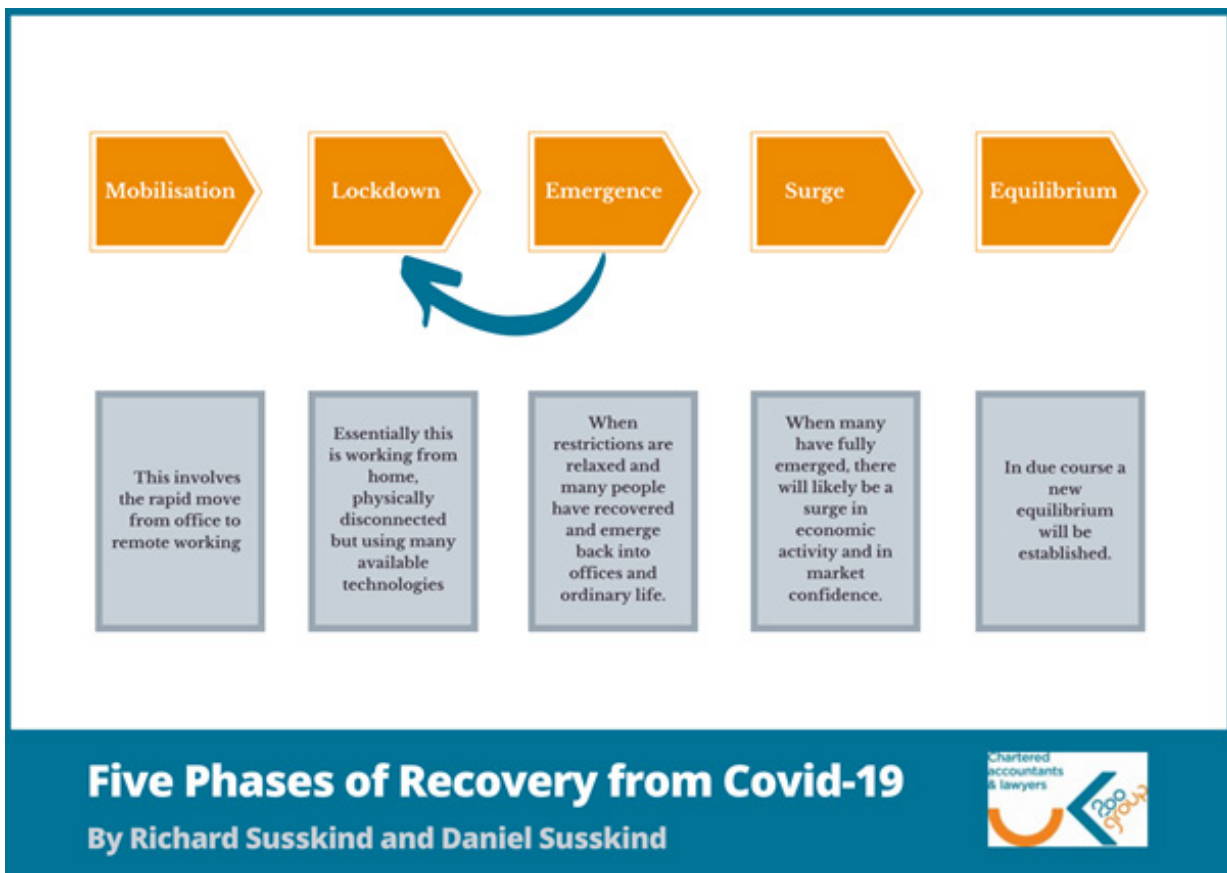 Mobilisation
Lockdown
Emergence
Surge
Equilibrium
This involves
the rapid move
from office to
remote working
Essentially this
is working from
home,
physically
disconnected
but using many
available
technologies
When
restrictions are
relaxed and
many people
have recovered
and emerge
back into
offices and
ordinary life.
When many
have fully
emerged, there
will likely be a
surge in
economic
activity and in
market
confidence.
In due course a
new
equilibrium
will be
established.
Five Phases of Recovery from Covid-19
By Richard Susskind and Daniel Susskind
Chartered
accountants
& lawyers
UK
200
group